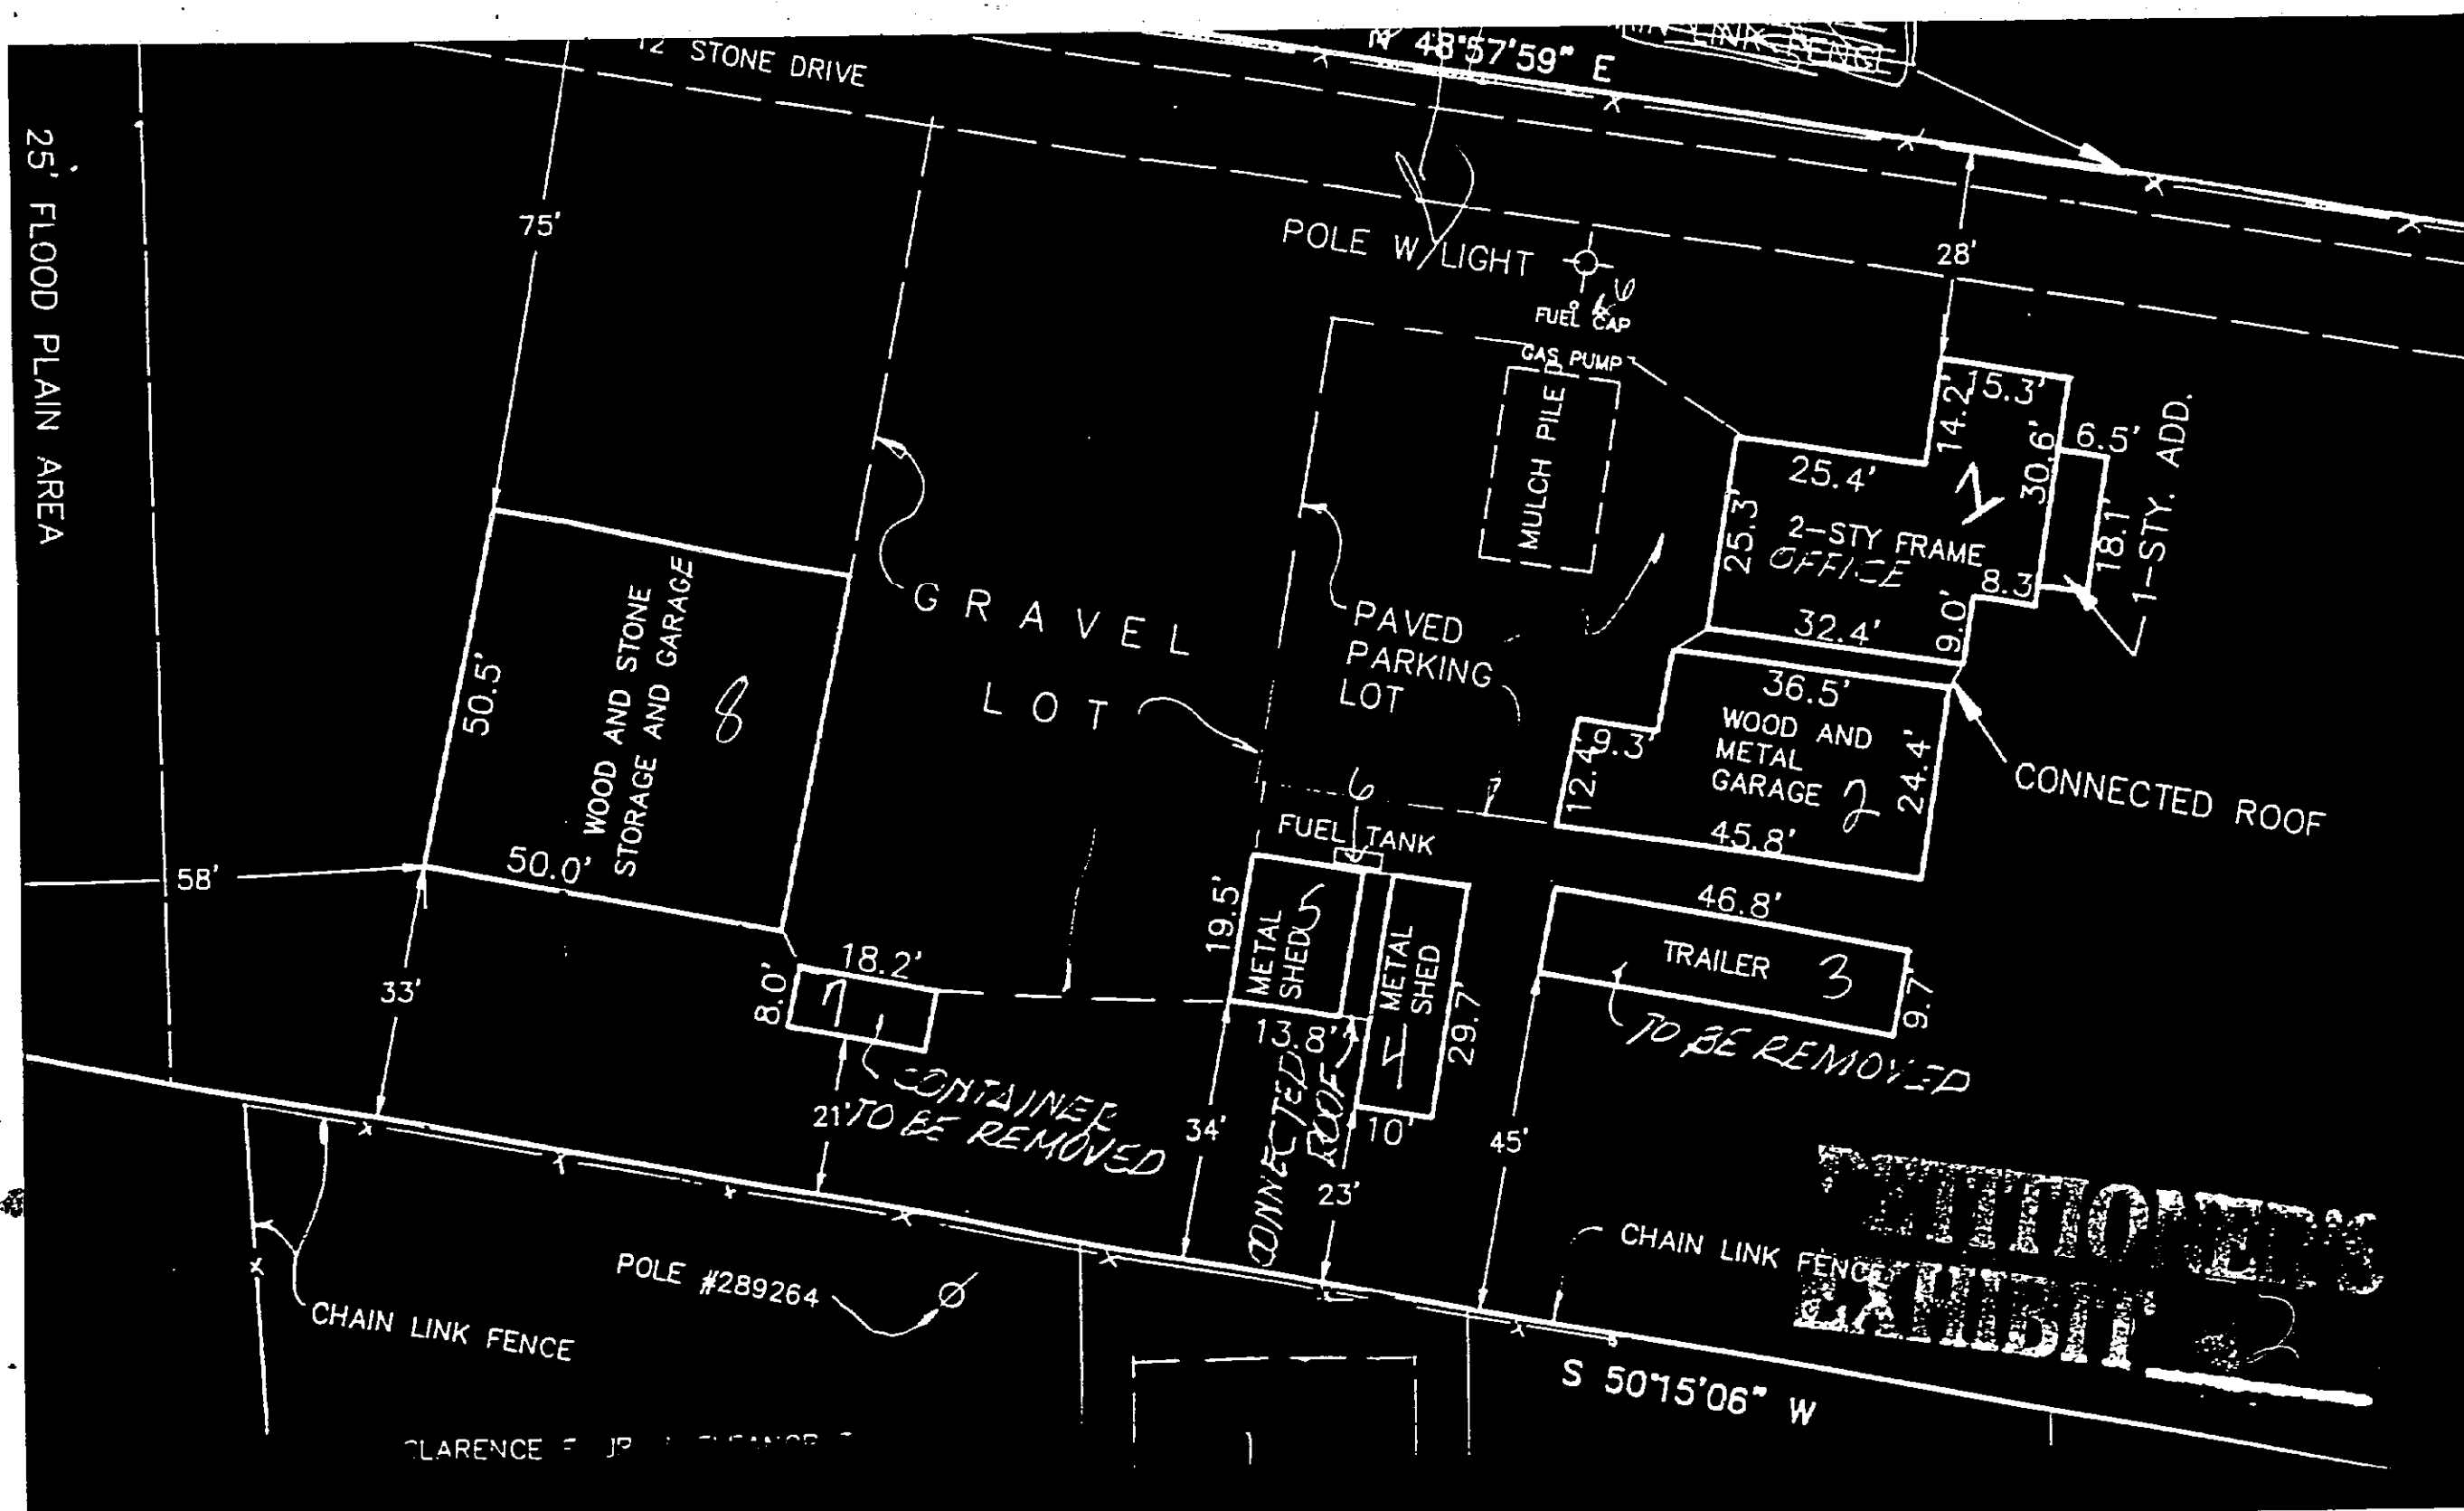 12' STONE DRIVE
N 48°57'59" E
25' FLOOD PLAIN AREA
75'
POLE W/LIGHT
28'
6
FUEL CAP
GAS PUMP
MULCH PILE
15.3'
14.2'
30.6'
6.5'
18.1'
1-STY. ADD.
25.4'
25.3'
2-STY FRAME
OFFICE
8.3'
9.0'
32.4'
GRAVEL
LOT
PAVED
PARKING
LOT
WOOD AND STONE
STORAGE AND GARAGE
8
50.5'
50.0'
58'
33'
36.5'
WOOD AND
METAL
GARAGE 2
9.3'
12.4'
24.4'
45.8'
CONNECTED ROOF
6
FUEL TANK
19.5'
METAL
SHED 5
13.8'
METAL
SHED
4
29.7'
10'
CONNECTED
ROOF
46.8'
TRAILER 3
9.7'
TO BE REMOVED
18.2'
8.0'
7
CONTAINER
TO BE REMOVED
21'
34'
23'
45'
CHAIN LINK FENCE
POLE #289264
CHAIN LINK FENCE
PETITIONER'S
EXHIBIT
S 50°15'06" W
CLARENCE